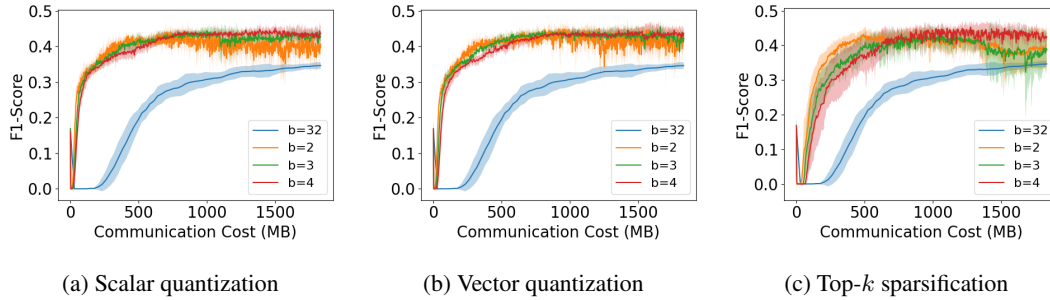 0.5
0.4
0.3
0.2
0.1
0.0
F1-Score
0 500 1000 1500
Communication Cost (MB)
b=32
b=2
b=3
b=4
(a) Scalar quantization
0.5
0.4
0.3
0.2
0.1
0.0
F1-Score
0 500 1000 1500
Communication Cost (MB)
b=32
b=2
b=3
b=4
(b) Vector quantization
0.5
0.4
0.3
0.2
0.1
0.0
F1-Score
0 500 1000 1500
Communication Cost (MB)
b=32
b=2
b=3
b=4
(c) Top-k sparsification